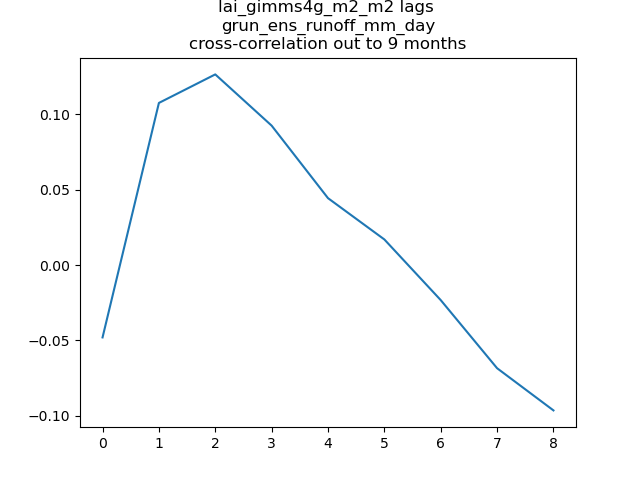 lai_gimms4g_m2_m2 lags
grun_ens_runoff_mm_day
cross-correlation out to 9 months
0.10
0.05
0.00
−0.05
−0.10
0 1 2 3 4 5 6 7 8